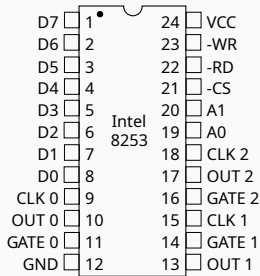 D7 1 24 VCC
D6 2 23 -WR
D5 3 22 -RD
D4 4 21 -CS
D3 5 20 A1
D2 6 Intel 19 A0
D1 7 8253 18 CLK 2
D0 8 17 OUT 2
CLK 0 9 16 GATE 2
OUT 0 10 15 CLK 1
GATE 0 11 14 GATE 1
GND 12 13 OUT 1